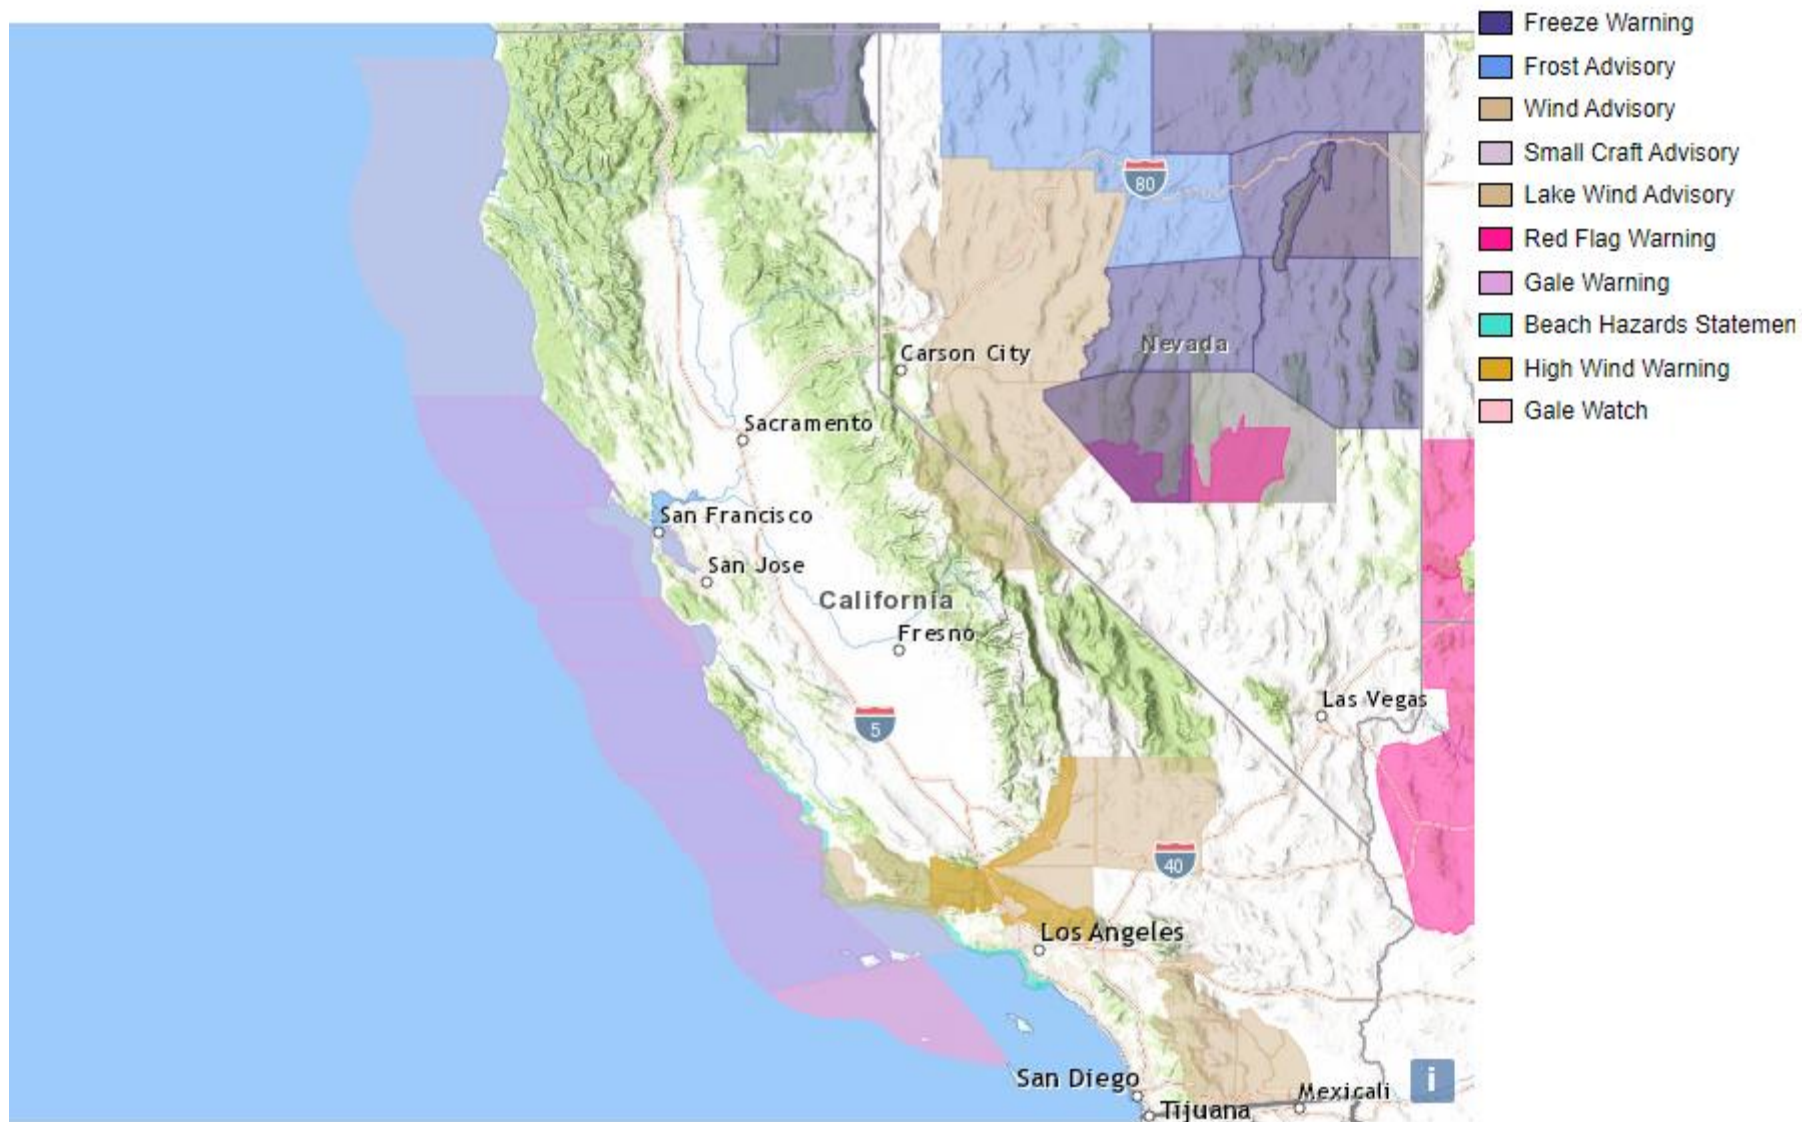 Freeze Warning
Frost Advisory
Wind Advisory
Small Craft Advisory
Lake Wind Advisory
Red Flag Warning
Gale Warning
Beach Hazards Statemen
High Wind Warning
Gale Watch
80
Nevada
Carson City
Sacramento
San Francisco
San Jose
California
Fresno
Las Vegas
5
40
Los Angeles
San Diego
Mexicali
Tijuana
i